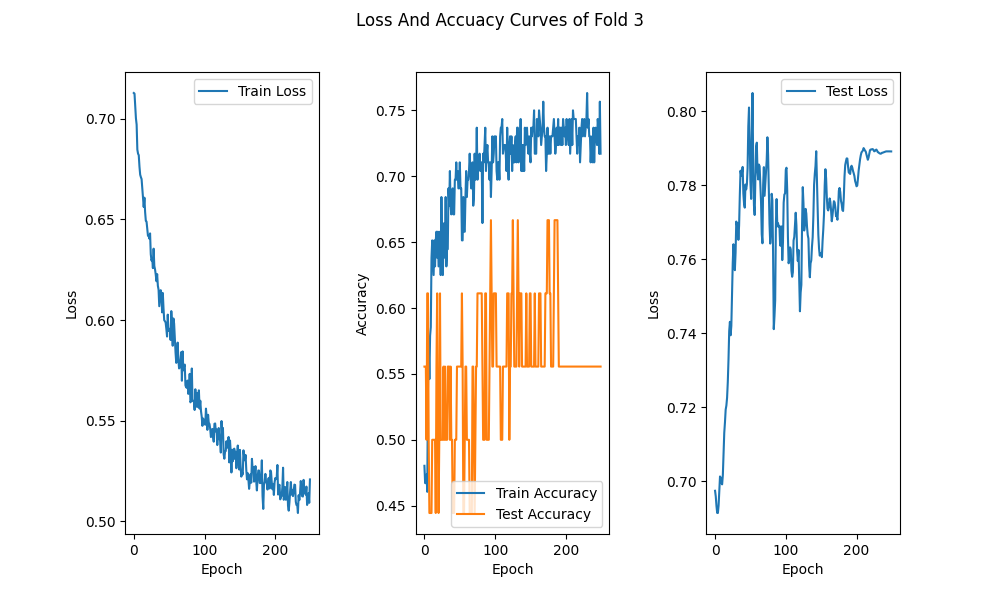 Loss And Accuacy Curves of Fold 3
Loss
0.70
0.65
0.60
0.55
0.50
Train Loss
0
100
200
Epoch
Accuracy
0.75
0.70
0.65
0.60
0.55
0.50
0.45
Train Accuracy
Test Accuracy
0
100
200
Epoch
Loss
0.80
0.78
0.76
0.74
0.72
0.70
Test Loss
0
100
200
Epoch